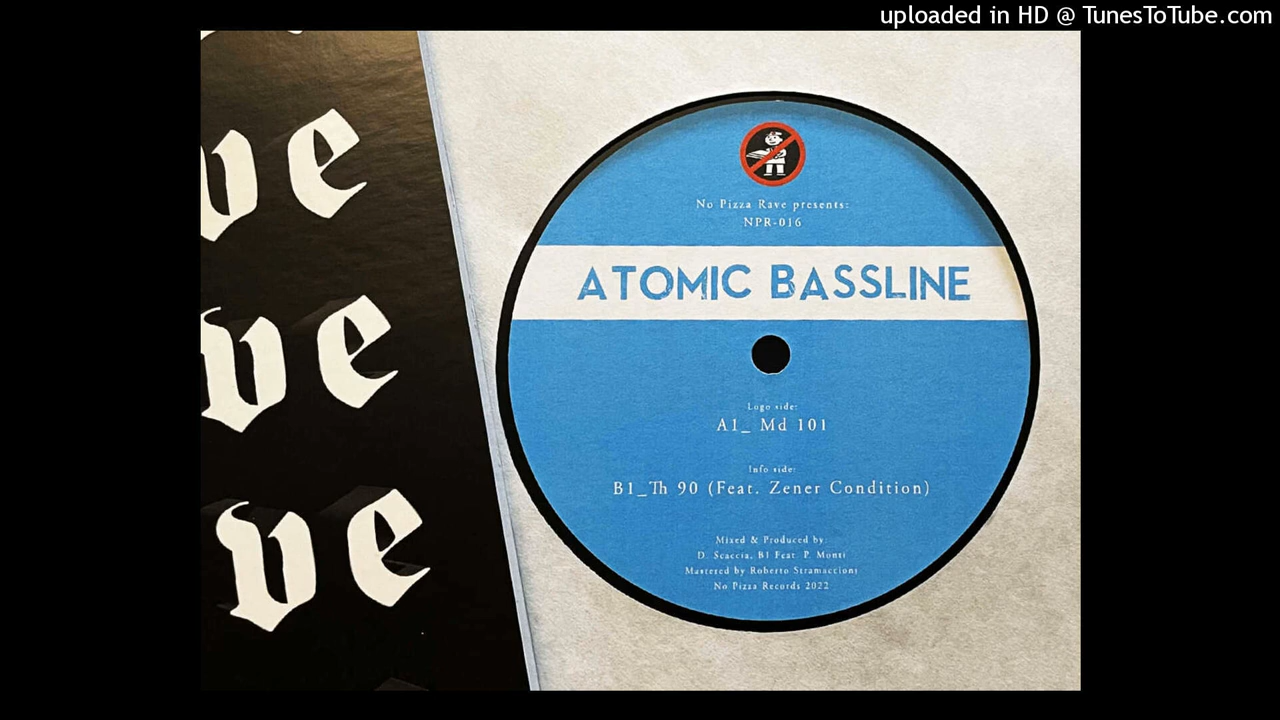 uploaded in HD @ TunesToTube.com
ve
ve
ve
No Pizza Rave presents:
NPR-016
ATOMIC BASSLINE
Logo side:
A1_ Md 101
Info side:
B1_Th 90 (Feat. Zener Condition)
Mixed & Produced by:
D. Scaccia, B1 Feat. P. Monti
Mastered by Roberto Stramaccioni
No Pizza Records 2022